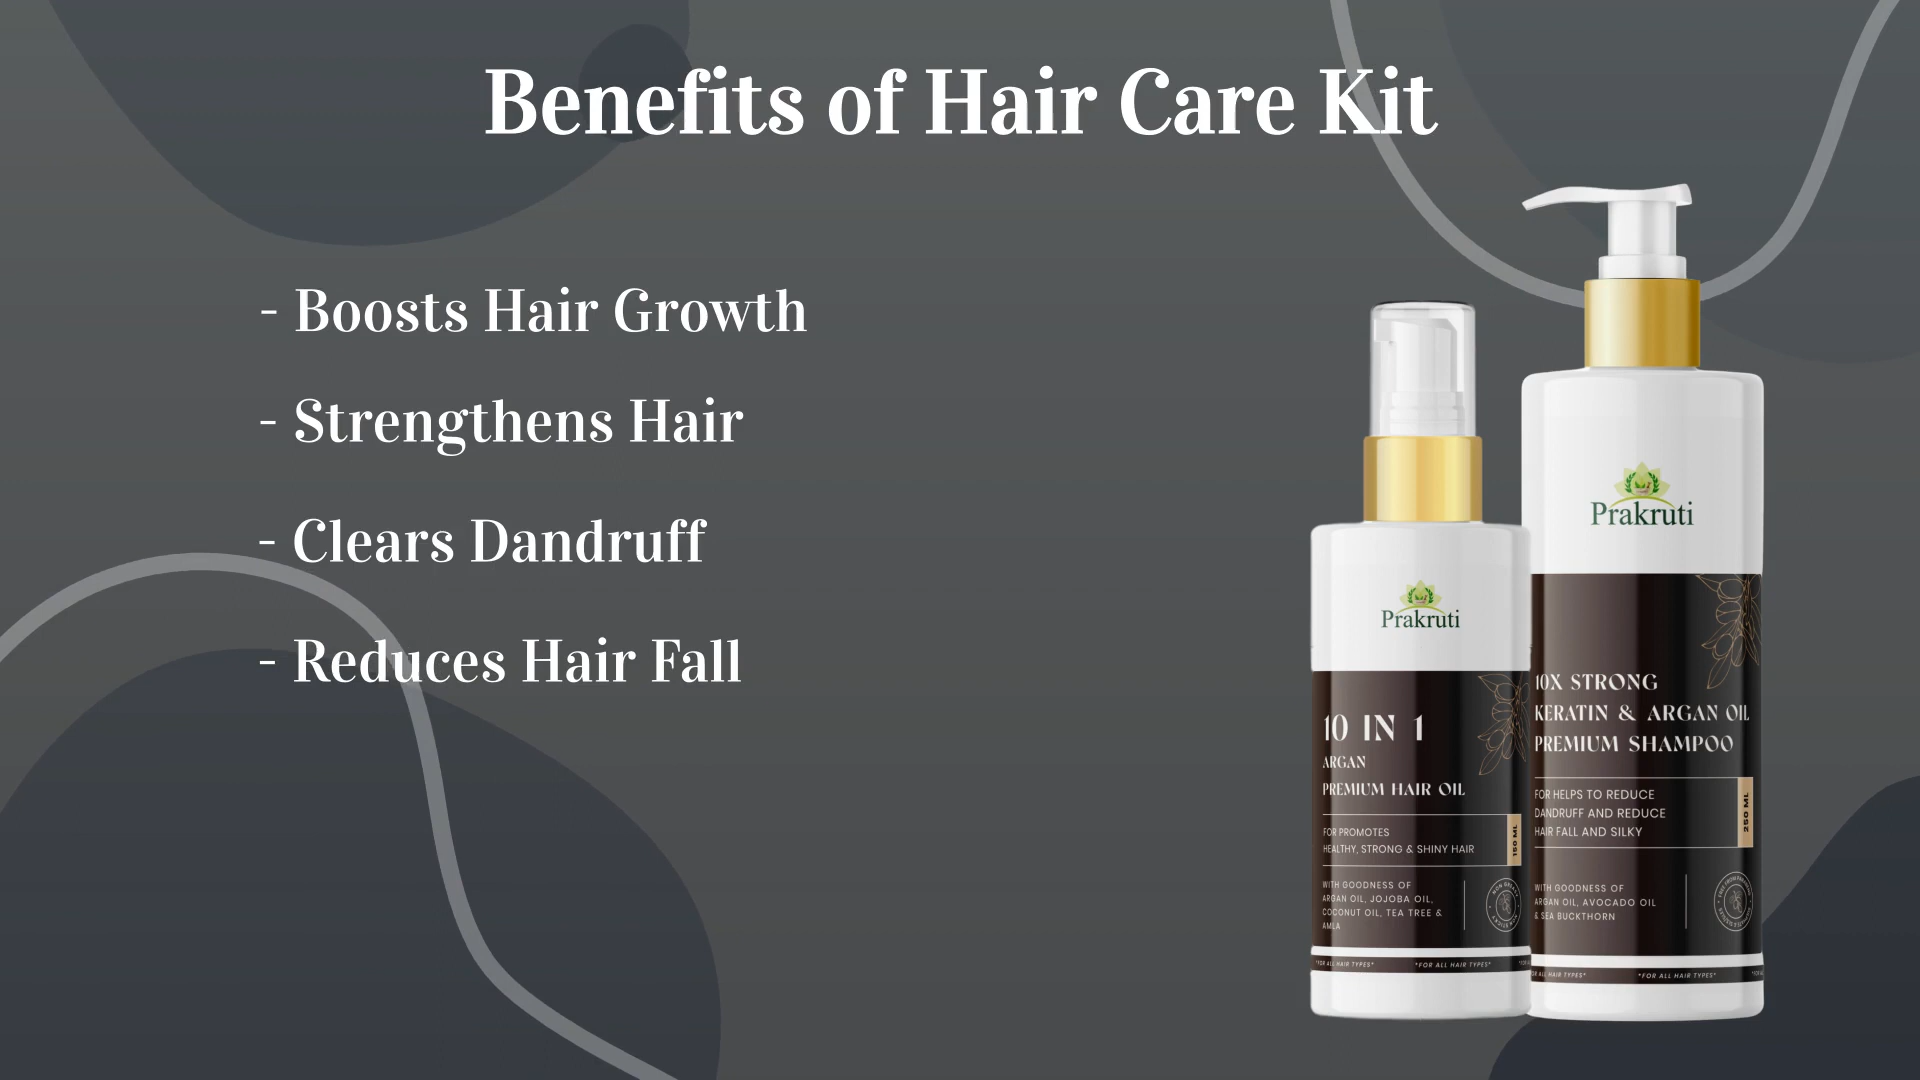 Benefits of Hair Care Kit
- Boosts Hair Growth
- Strengthens Hair
- Clears Dandruff
- Reduces Hair Fall
Prakruti
10 IN 1
ARGAN
PREMIUM HAIR OIL
FOR PROMOTES
HEALTHY, STRONG & SHINY HAIR
150 ML
WITH GOODNESS OF
ARGAN OIL, JOJOBA OIL,
COCONUT OIL, TEA TREE &
AMLA
*FOR ALL HAIR TYPES*
*FOR ALL HAIR TYPES*
Prakruti
10X STRONG
KERATIN & ARGAN OIL
PREMIUM SHAMPOO
FOR HELPS TO REDUCE
DANDRUFF AND REDUCE
HAIR FALL AND SILKY
250 ML
WITH GOODNESS OF
ARGAN OIL, AVOCADO OIL
& SEA BUCKTHORN
ALL HAIR TYPES*
*FOR ALL HAIR TYPES*